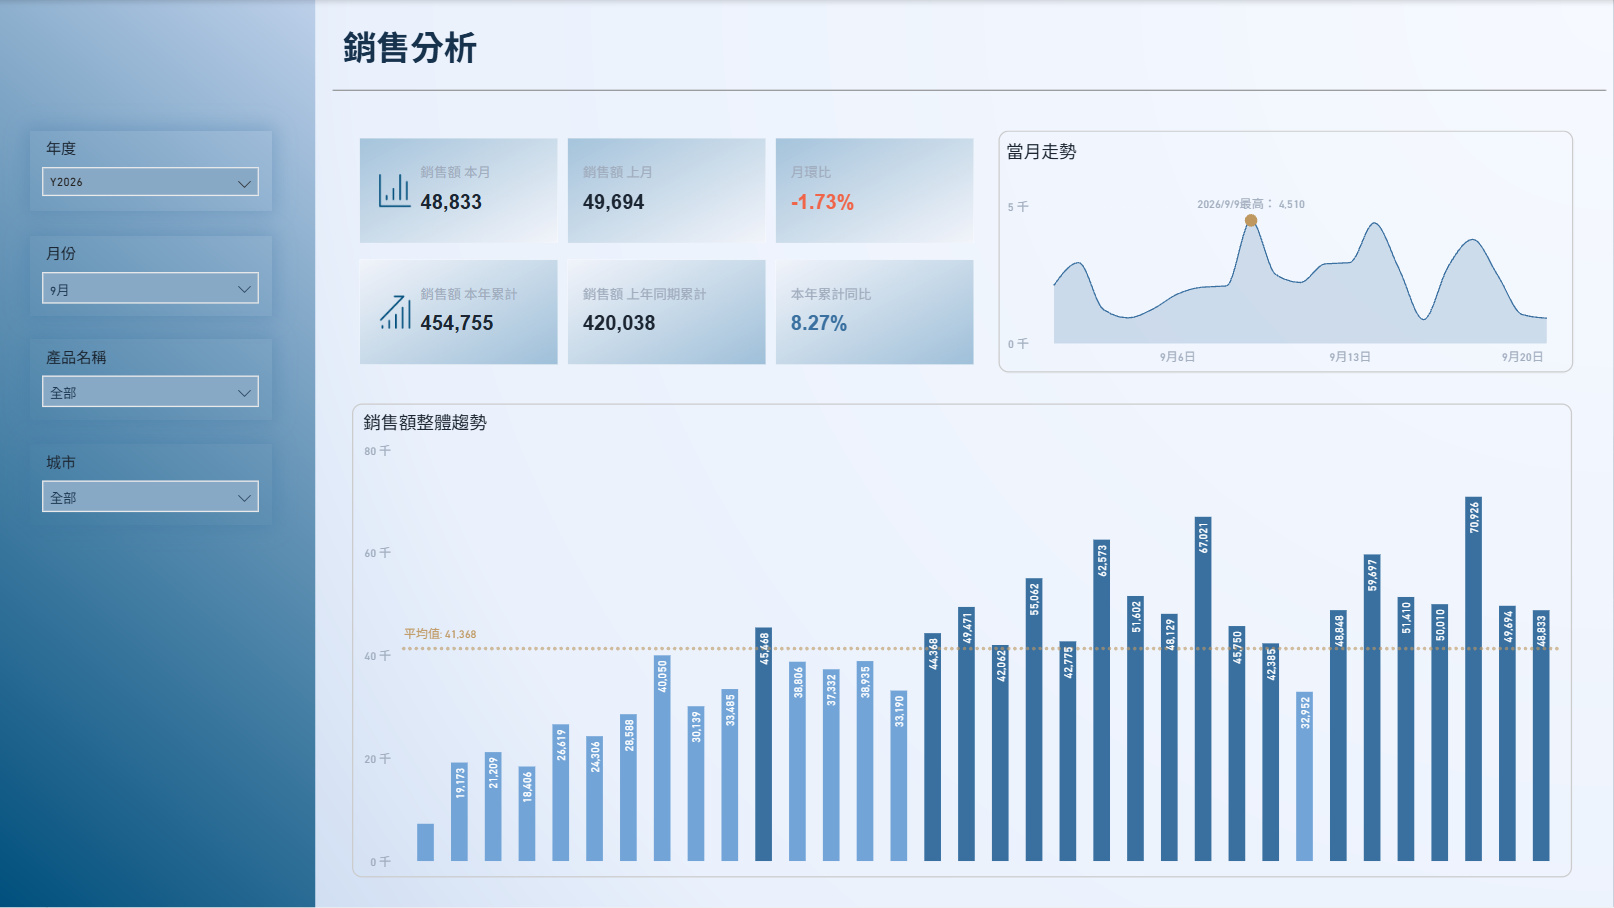 銷售分析
年度
Y2026
月份
9月
產品名稱
全部
城市
全部
銷售額 本月
48,833
銷售額 上月
49,694
月環比
-1.73%
銷售額 本年累計
454,755
銷售額 上年同期累計
420,038
本年累計同比
8.27%
當月走勢
2026/9/9最高： 4,510
5 千
0 千
9月6日
9月13日
9月20日
銷售額整體趨勢
80 千
60 千
40 千
20 千
0 千
平均值: 41,368
19,173
21,209
18,406
26,619
24,306
28,588
40,050
30,139
33,485
45,468
38,806
37,332
38,935
33,190
44,368
49,471
42,062
55,062
42,775
62,573
51,602
48,129
67,021
45,750
42,385
32,952
48,848
59,697
51,410
50,010
70,926
49,694
48,833